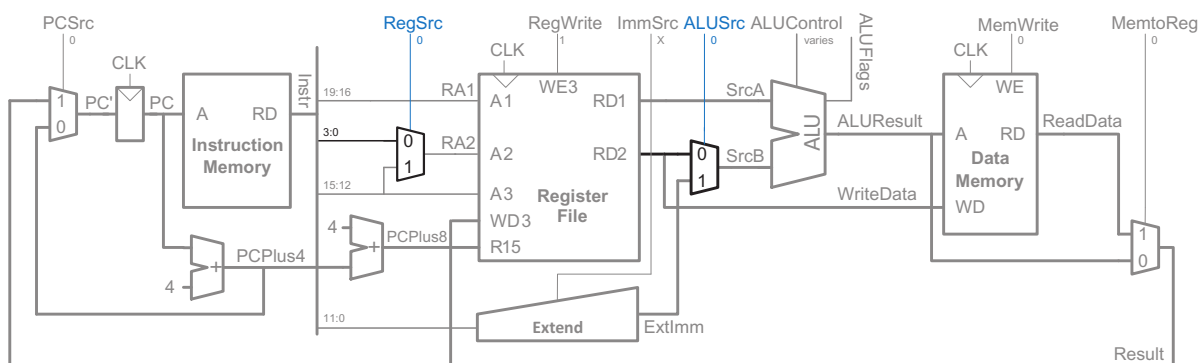 PCSrc RegSrc RegWrite ImmSrc ALUSrc ALUControl ALUFlags MemWrite MemtoReg
0 0 1 X 0 varies 0 0
CLK CLK CLK
Instr
19:16 RA1 A1 WE3 RD1 SrcA WE
1 PC' PC A RD ALUResult A RD ReadData
0 3:0 0 RA2 A2 RD2 0 SrcB ALU
Instruction
Memory
1 1 Data
Memory
15:12 A3 Register
File WriteData WD
WD3
4 PCPlus8 R15 1
+ 0
PCPlus4 +
4
11:0 Extend ExtImm
Result